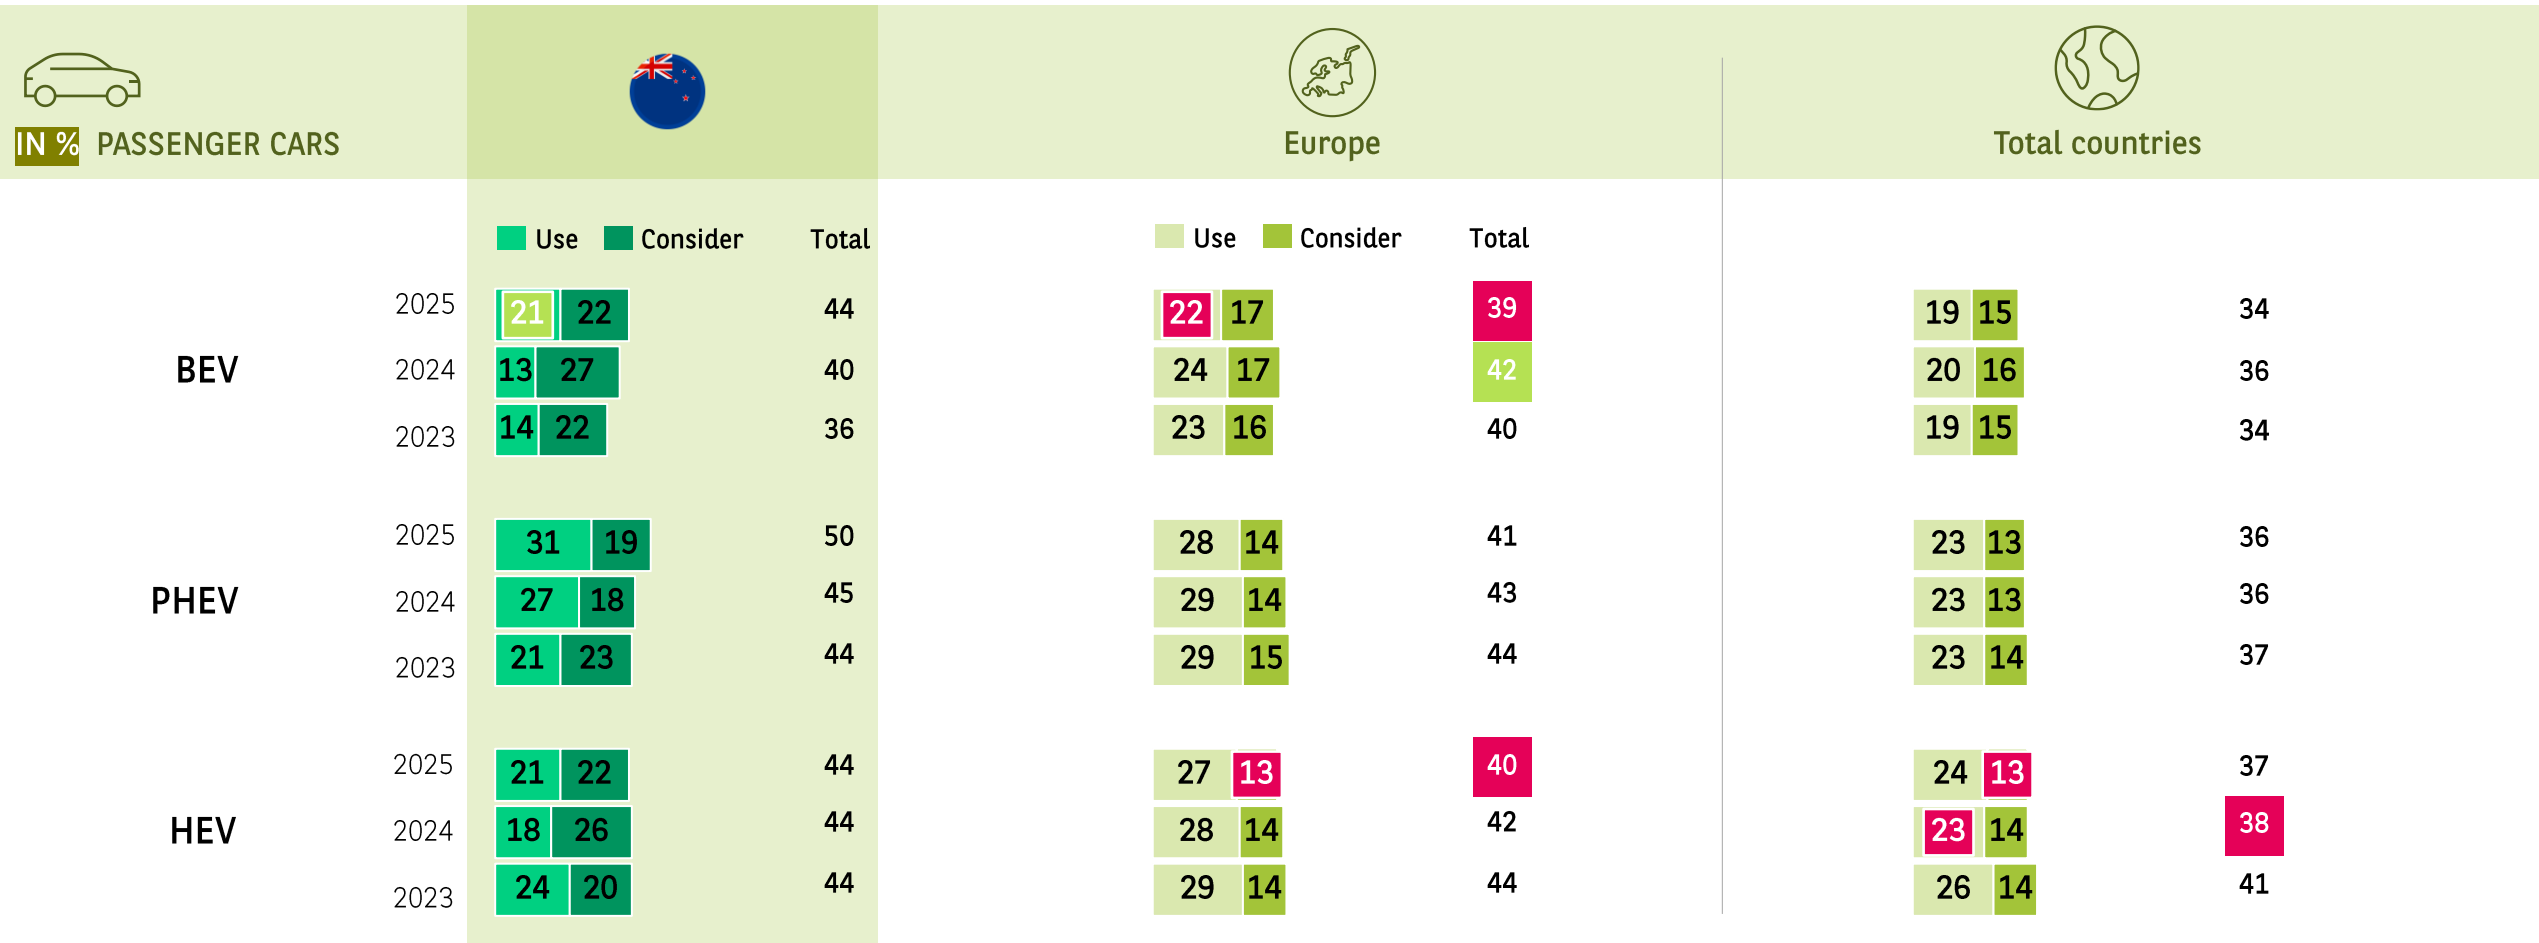 IN % PASSENGER CARS
Europe
Total countries
Use Consider Total Use Consider Total
BEV
2025 21 22 44 22 17 39 19 15 34
2024 13 27 40 24 17 42 20 16 36
2023 14 22 36 23 16 40 19 15 34
PHEV
2025 31 19 50 28 14 41 23 13 36
2024 27 18 45 29 14 43 23 13 36
2023 21 23 44 29 15 44 23 14 37
HEV
2025 21 22 44 27 13 40 24 13 37
2024 18 26 44 28 14 42 23 14 38
2023 24 20 44 29 14 44 26 14 41